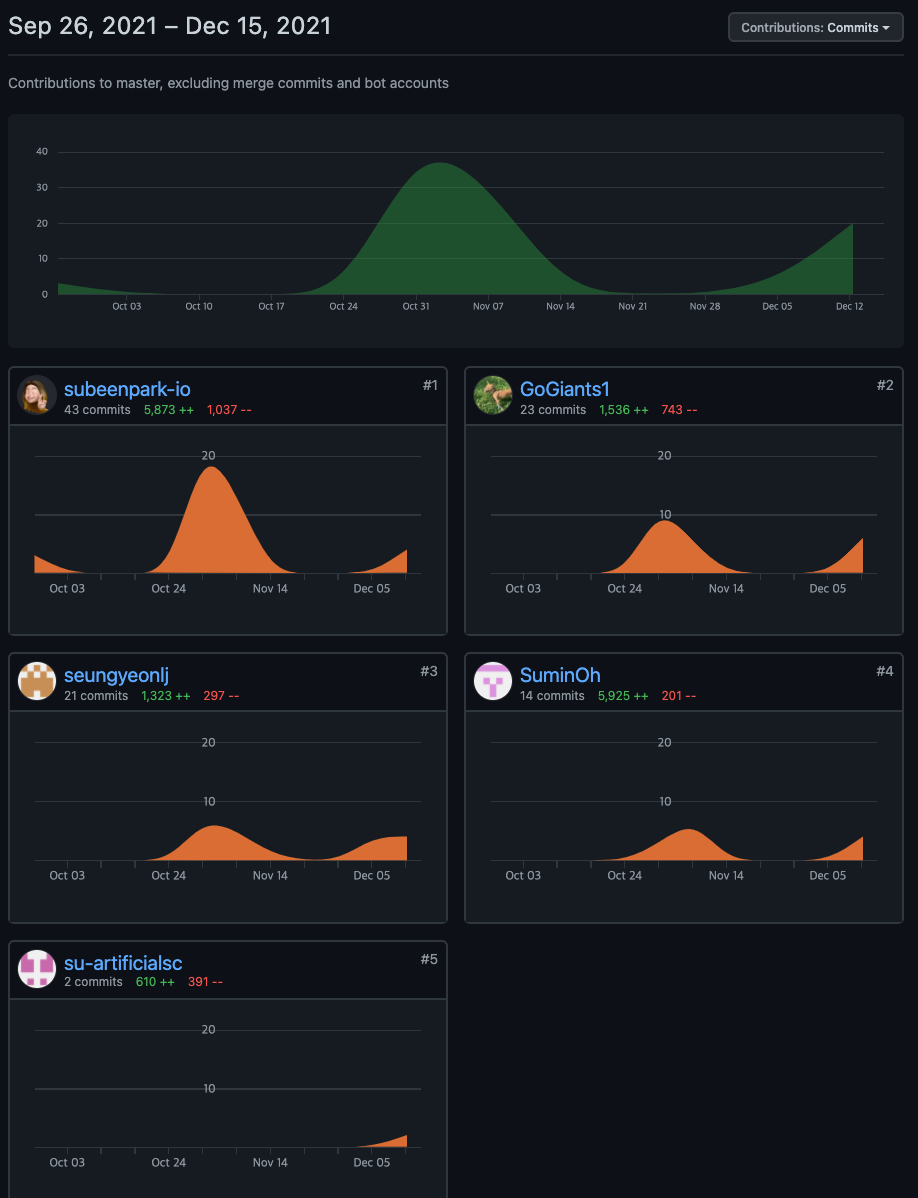 Sep 26, 2021 – Dec 15, 2021
Contributions: Commits
Contributions to master, excluding merge commits and bot accounts
40
30
20
10
0
Oct 03 Oct 10 Oct 17 Oct 24 Oct 31 Nov 07 Nov 14 Nov 21 Nov 28 Dec 05 Dec 12
subeenpark-io #1
43 commits 5,873 ++ 1,037 --
20
Oct 03 Oct 24 Nov 14 Dec 05
GoGiants1 #2
23 commits 1,536 ++ 743 --
20
10
Oct 03 Oct 24 Nov 14 Dec 05
seungyeonlj #3
21 commits 1,323 ++ 297 --
20
10
Oct 03 Oct 24 Nov 14 Dec 05
SuminOh #4
14 commits 5,925 ++ 201 --
20
10
Oct 03 Oct 24 Nov 14 Dec 05
su-artificialsc #5
2 commits 610 ++ 391 --
20
10
Oct 03 Oct 24 Nov 14 Dec 05